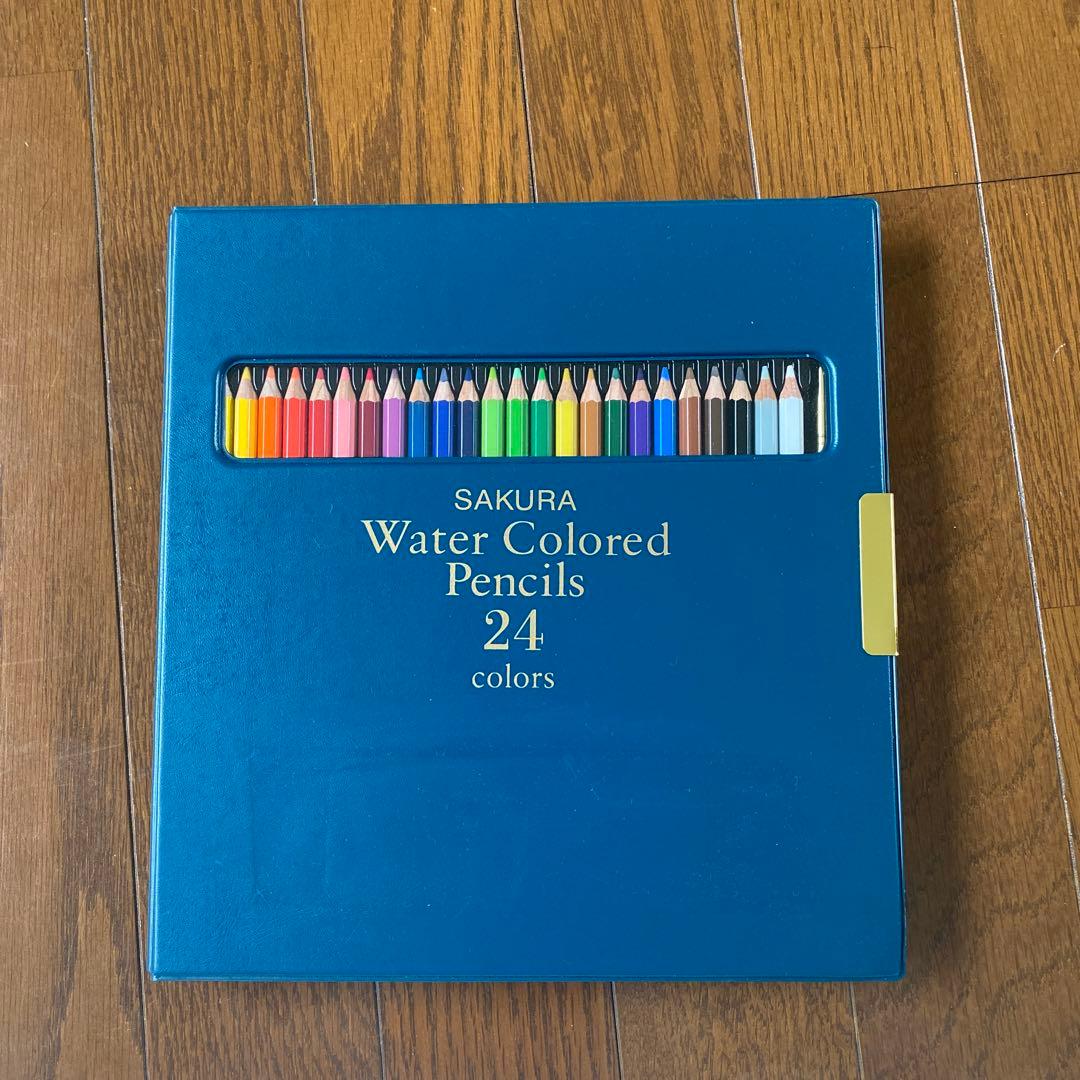 SAKURA
Water Colored
Pencils
24
colors